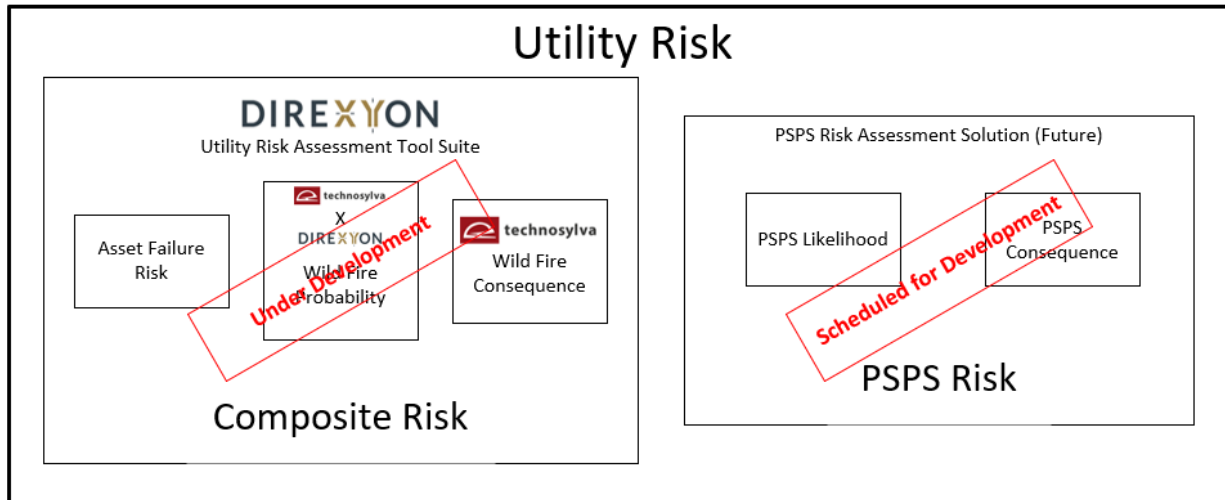 Utility Risk
DIREXYON
Utility Risk Assessment Tool Suite
Asset Failure
Risk
technosylva
X
DIREXYON
Wild Fire
Probability
technosylva
Wild Fire
Consequence
Under Development
Composite Risk
PSPS Risk Assessment Solution (Future)
PSPS Likelihood
PSPS
Consequence
Scheduled for Development
PSPS Risk